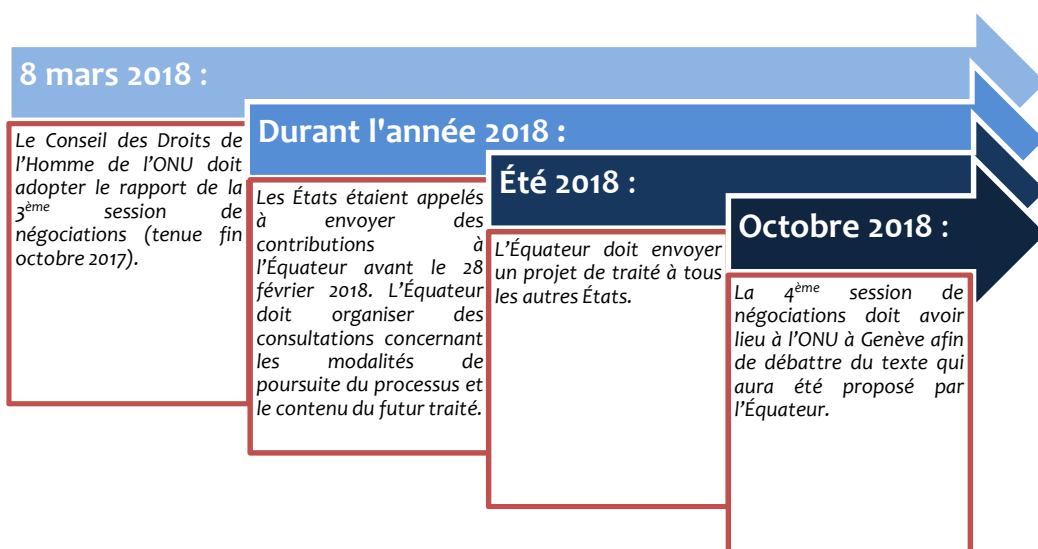 8 mars 2018 :
Le Conseil des Droits de
l'Homme de l'ONU doit
adopter le rapport de la
3ème session de
négociations (tenue fin
octobre 2017).
Durant l'année 2018 :
Les États étaient appelés
à envoyer des
contributions à
l'Équateur avant le 28
février 2018. L'Équateur
doit organiser des
consultations concernant
les modalités de
poursuite du processus et
le contenu du futur traité.
Été 2018 :
L'Équateur doit envoyer
un projet de traité à tous
les autres États.
Octobre 2018 :
La 4ème session de
négociations doit avoir
lieu à l'ONU à Genève afin
de débattre du texte qui
aura été proposé par
l'Équateur.